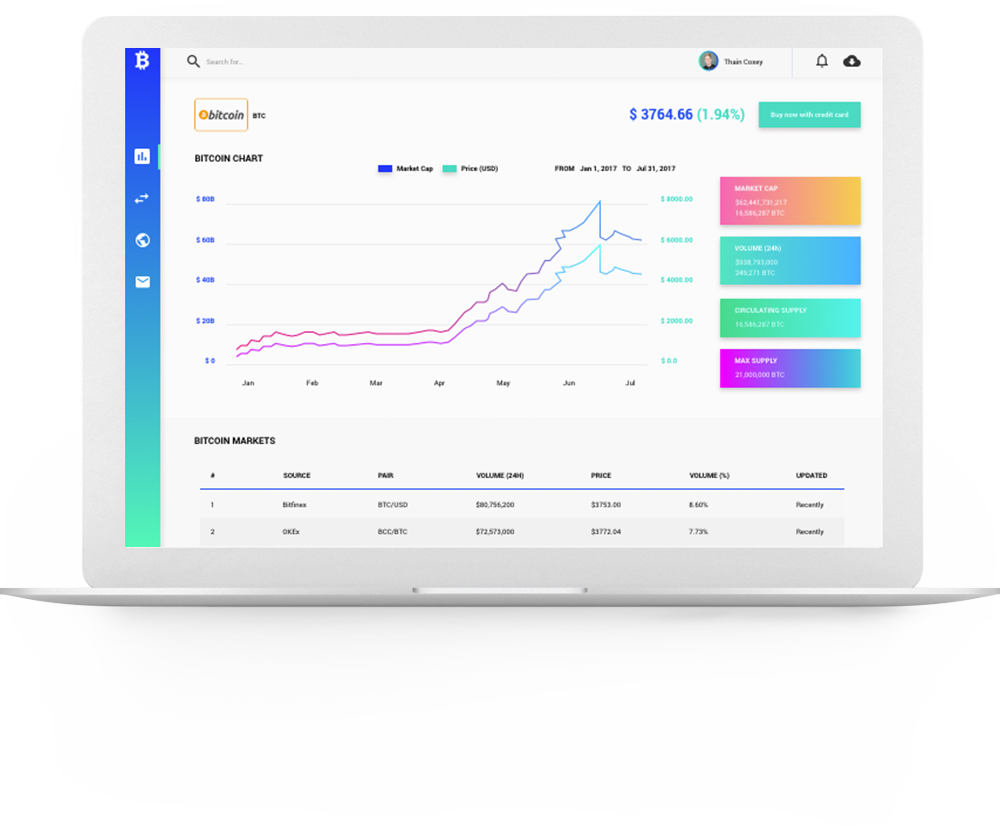 Search for...
Thain Coxey
bitcoin
BTC
$ 3764.66 (1.94%)
Buy now with credit card
BITCOIN CHART
Market Cap
Price (USD)
FROM Jan 1, 2017 TO Jul 31, 2017
$ 80B
$ 60B
$ 40B
$ 20B
$ 0
$ 8000.00
$ 6000.00
$ 4000.00
$ 2000.00
$ 0.0
Jan Feb Mar Apr May Jun Jul
MARKET CAP
$62,441,731,217
16,586,287 BTC
VOLUME (24h)
$938,793,000
249,271 BTC
CIRCULATING SUPPLY
16,586,287 BTC
MAX SUPPLY
21,000,000 BTC
BITCOIN MARKETS
# SOURCE PAIR VOLUME (24H) PRICE VOLUME (%) UPDATED
1 Bitfinex BTC/USD $80,756,200 $3753.00 8.60% Recently
2 OKEx BCC/BTC $72,573,000 $3772.04 7.73% Recently